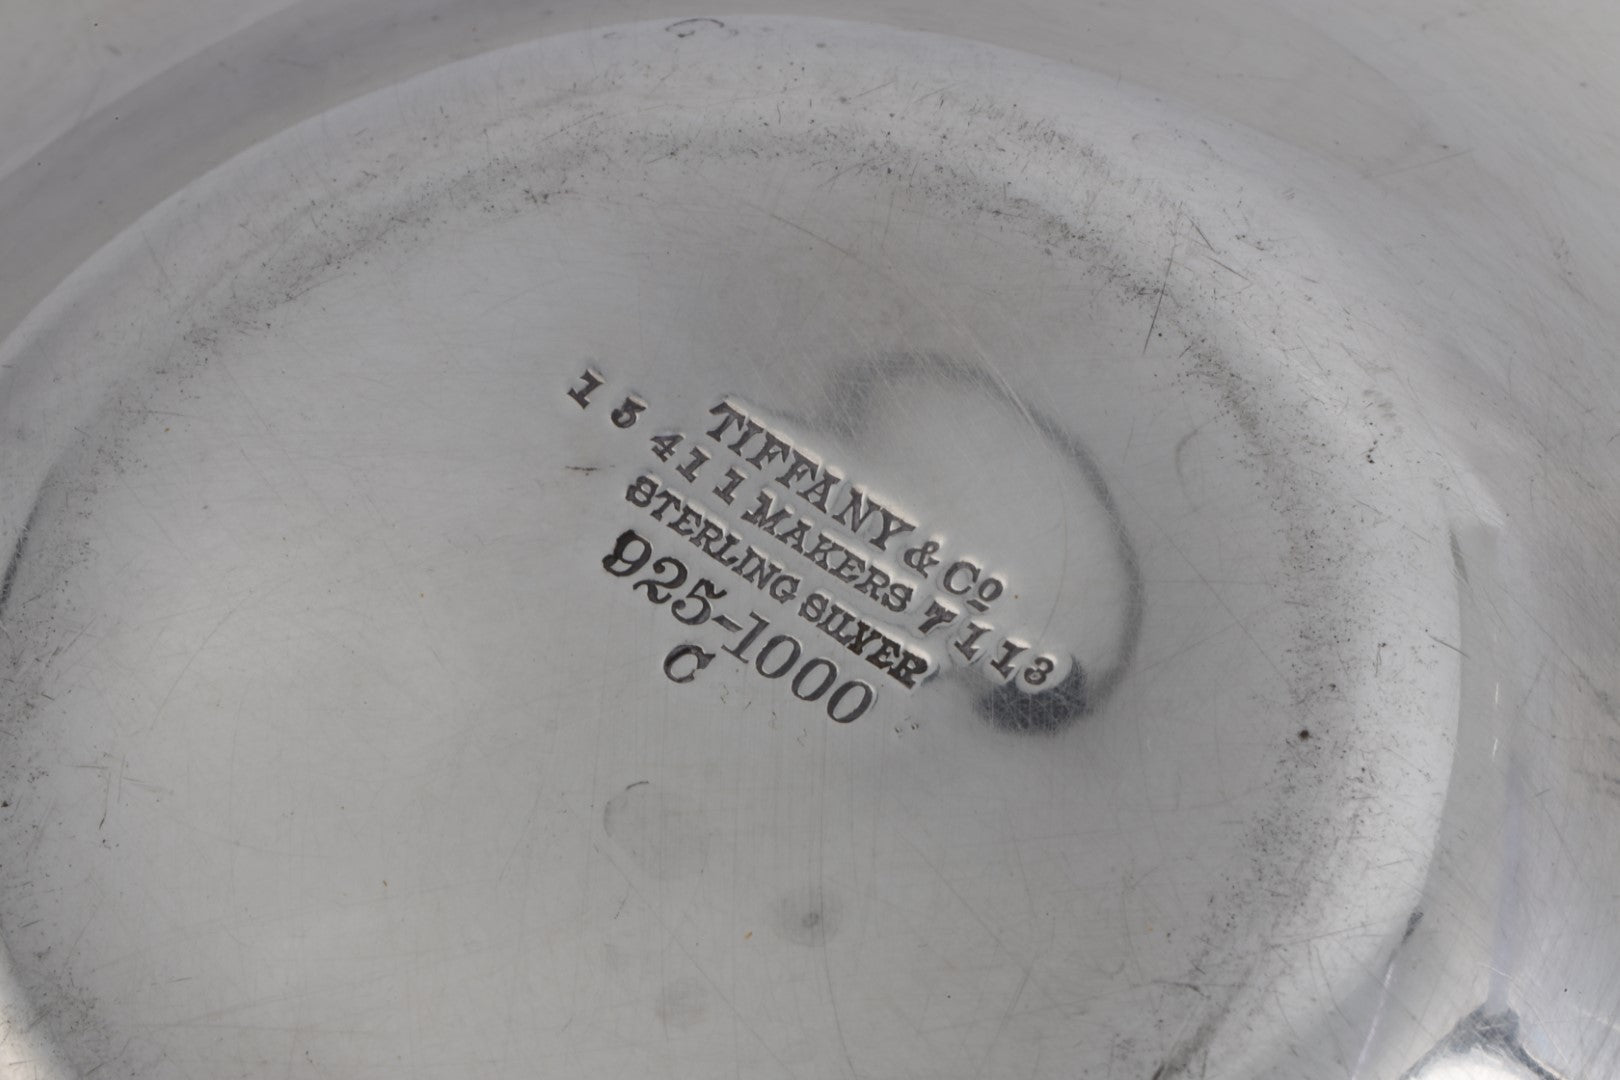 TIFFANY & Co
15411 MAKERS 7113
STERLING SILVER
925-1000
C